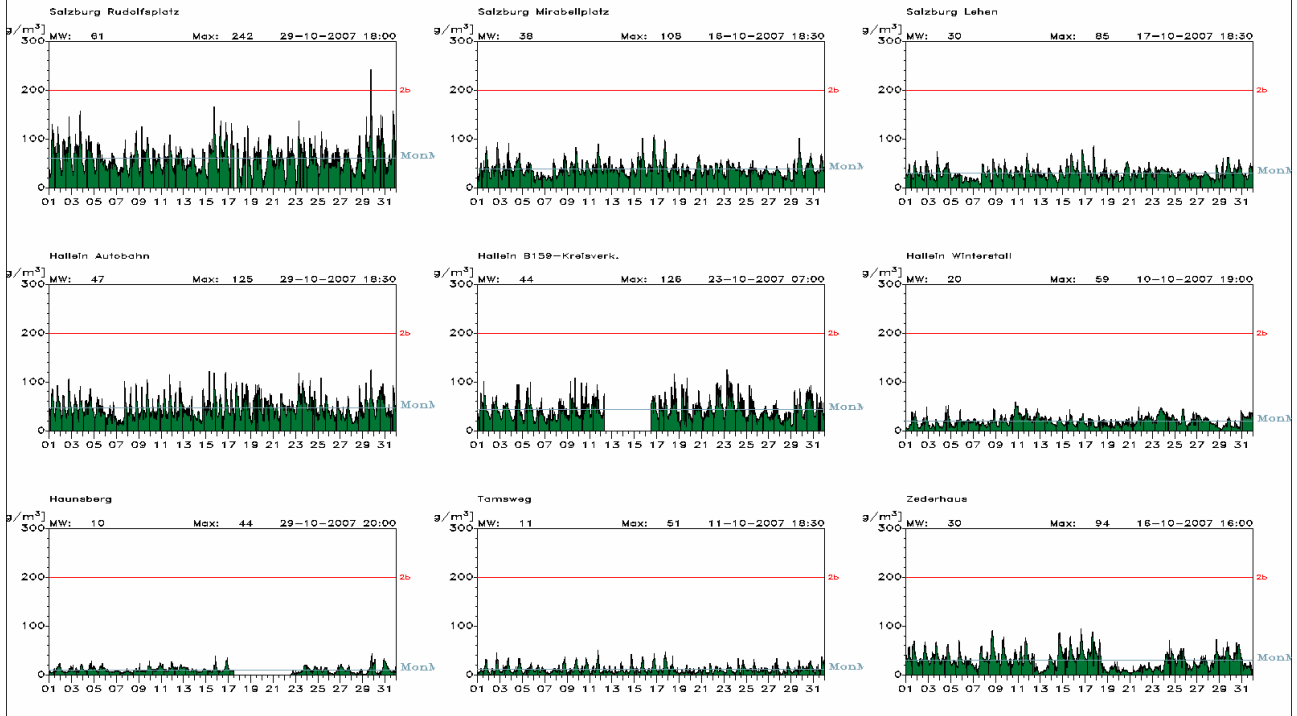 Salzburg Rudolfsplatz
g/m³] MW: 61 Max: 242 29-10-2007 18:00
300
200
100
0
2b
MonM
01 03 05 07 09 11 13 15 17 19 21 23 25 27 29 31
Salzburg Mirabellplatz
g/m³] MW: 38 Max: 108 16-10-2007 18:30
300
200
100
0
2b
MonM
01 03 05 07 09 11 13 15 17 19 21 23 25 27 29 31
Salzburg Lehen
g/m³] MW: 30 Max: 85 17-10-2007 18:30
300
200
100
0
2b
MonM
01 03 05 07 09 11 13 15 17 19 21 23 25 27 29 31
Hallein Autobahn
g/m³] MW: 47 Max: 125 29-10-2007 18:30
300
200
100
0
2b
MonM
01 03 05 07 09 11 13 15 17 19 21 23 25 27 29 31
Hallein B159-Kreisverk.
g/m³] MW: 44 Max: 126 23-10-2007 07:00
300
200
100
0
2b
MonM
01 03 05 07 09 11 13 15 17 19 21 23 25 27 29 31
Hallein Winterstall
g/m³] MW: 20 Max: 59 10-10-2007 19:00
300
200
100
0
2b
MonM
01 03 05 07 09 11 13 15 17 19 21 23 25 27 29 31
Haunsberg
g/m³] MW: 10 Max: 44 29-10-2007 20:00
300
200
100
0
2b
MonM
01 03 05 07 09 11 13 15 17 19 21 23 25 27 29 31
Tamsweg
g/m³] MW: 11 Max: 51 11-10-2007 18:30
300
200
100
0
2b
MonM
01 03 05 07 09 11 13 15 17 19 21 23 25 27 29 31
Zederhaus
g/m³] MW: 30 Max: 94 16-10-2007 16:00
300
200
100
0
2b
MonM
01 03 05 07 09 11 13 15 17 19 21 23 25 27 29 31